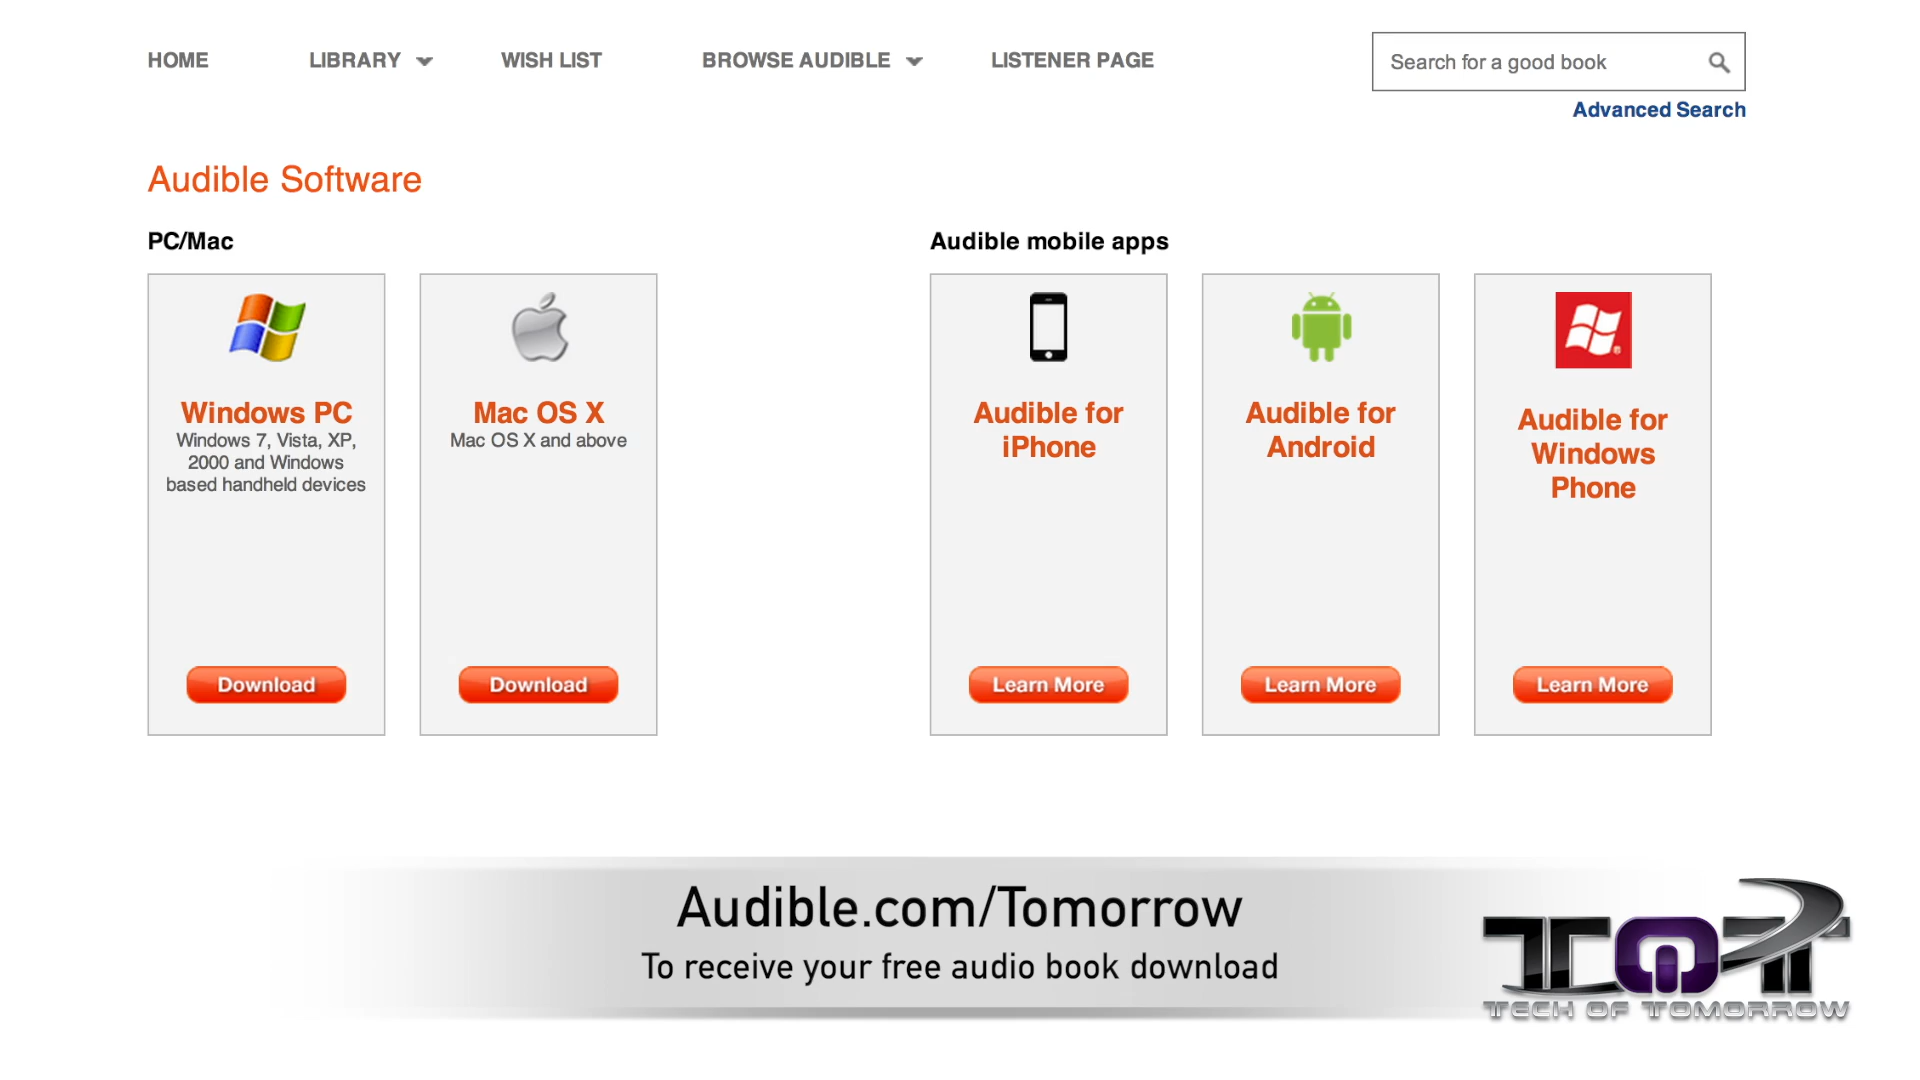 HOME LIBRARY WISH LIST BROWSE AUDIBLE LISTENER PAGE
Search for a good book
Advanced Search
Audible Software
PC/Mac
Windows PC
Windows 7, Vista, XP,
2000 and Windows
based handheld devices
Download
Mac OS X
Mac OS X and above
Download
Audible mobile apps
Audible for
iPhone
Learn More
Audible for
Android
Learn More
Audible for
Windows
Phone
Learn More
Audible.com/Tomorrow
To receive your free audio book download
TOT
TECH OF TOMORROW